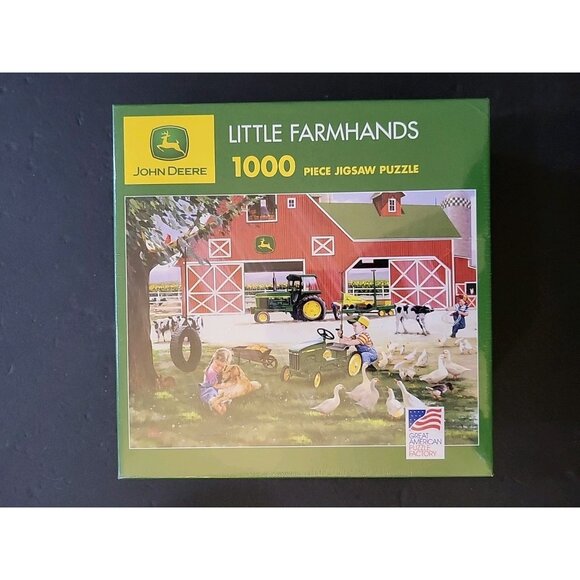 JOHN DEERE
LITTLE FARMHANDS
1000 PIECE JIGSAW PUZZLE
GREAT
AMERICAN
PUZZLE
FACTORY